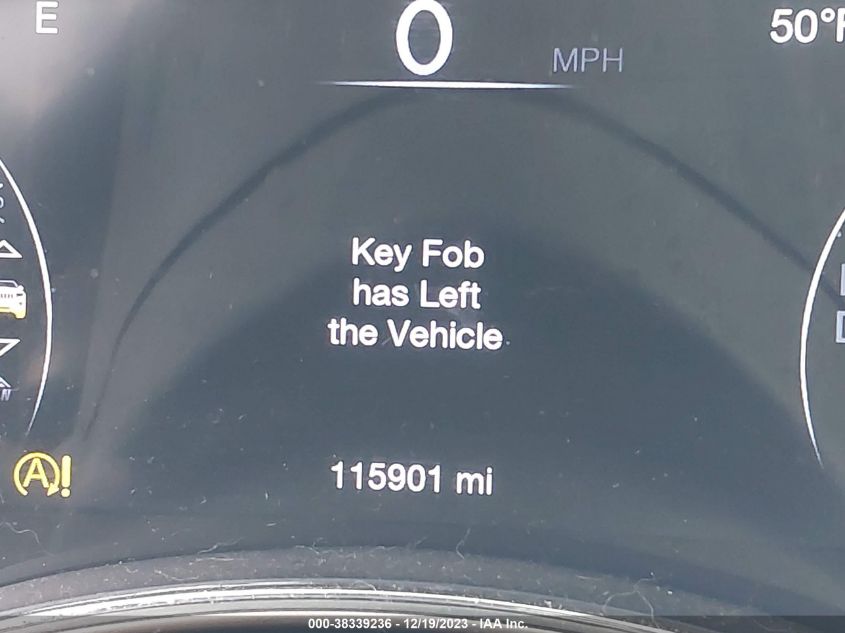 E
0
MPH
50°F
Key Fob
has Left
the Vehicle
A!
115901 mi
000-38339236 - 12/19/2023 - IAA Inc.